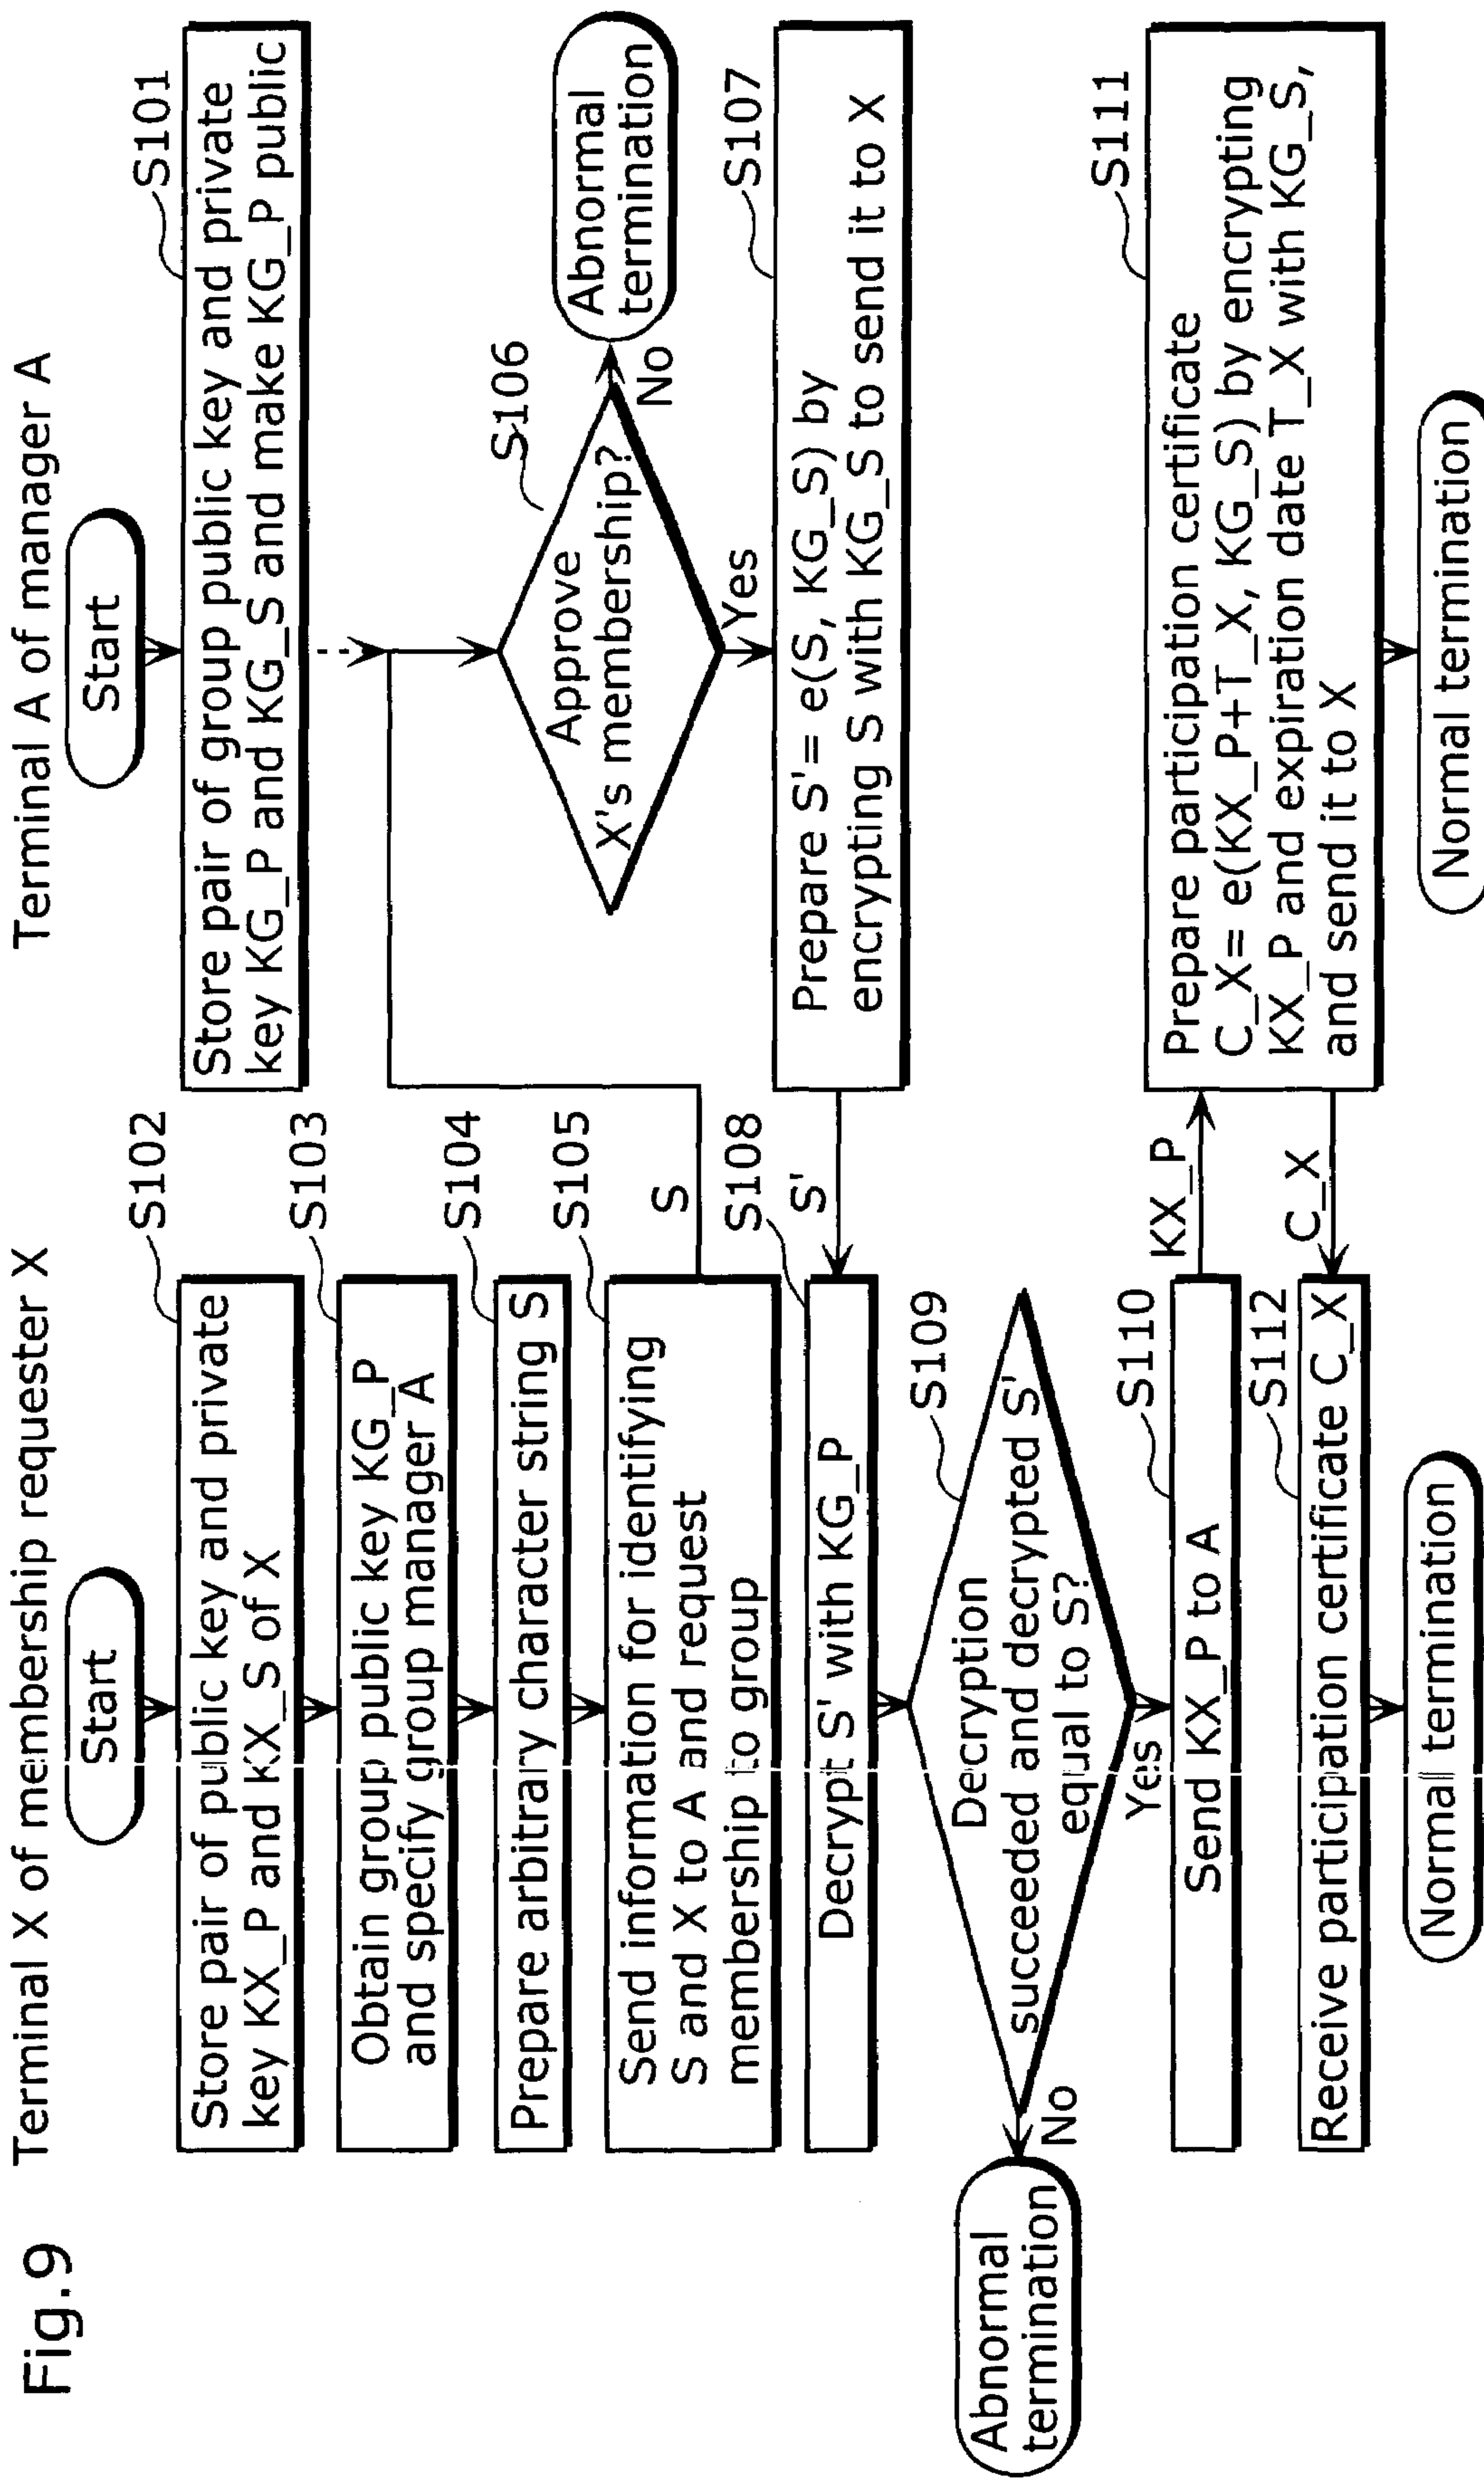 Fig.9
Terminal X of membership requester X
Start
S102
Store pair of public key and private
key KX_P and KX_S of X
S103
Obtain group public key KG_P
and specify group manager A
S104
Prepare arbitrary character string S
S105
Send information for identifying
S and X to A and request
membership to group
S
S108
S'
Decrypt S' with KG_P
S109
Decryption
succeeded and decrypted S'
equal to S?
No
Abnormal
termination
Yes
S110
Send KX_P to A
KX_P
S112
C_X
Receive participation certificate C_X
Normal termination
Terminal A of manager A
Start
S101
Store pair of group public key and private
key KG_P and KG_S and make KG_P public
S106
Approve
X's membership?
No
Abnormal
termination
Yes
S107
Prepare S'= e(S, KG_S) by
encrypting S with KG_S to send it to X
S111
Prepare participation certificate
C_X= e(KX_P+T_X, KG_S) by encrypting
KX_P and expiration date T_X with KG_S,
and send it to X
Normal termination